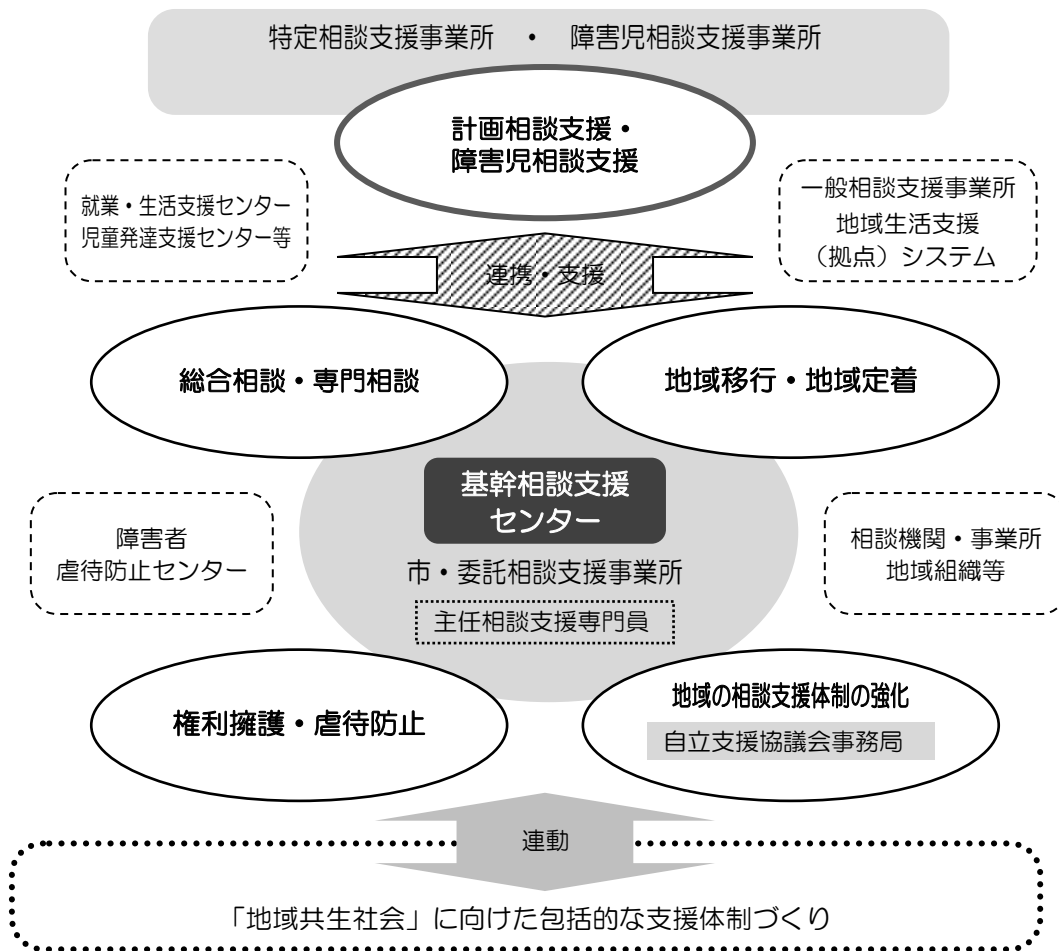 特定相談支援事業所 ・ 障害児相談支援事業所
計画相談支援・
障害児相談支援
就業・生活支援センター
児童発達支援センター等
一般相談支援事業所
地域生活支援
（拠点）システム
連携・支援
総合相談・専門相談
地域移行・地域定着
基幹相談支援
センター
市・委託相談支援事業所
主任相談支援専門員
障害者
虐待防止センター
相談機関・事業所
地域組織等
権利擁護・虐待防止
地域の相談支援体制の強化
自立支援協議会事務局
連動
「地域共生社会」に向けた包括的な支援体制づくり